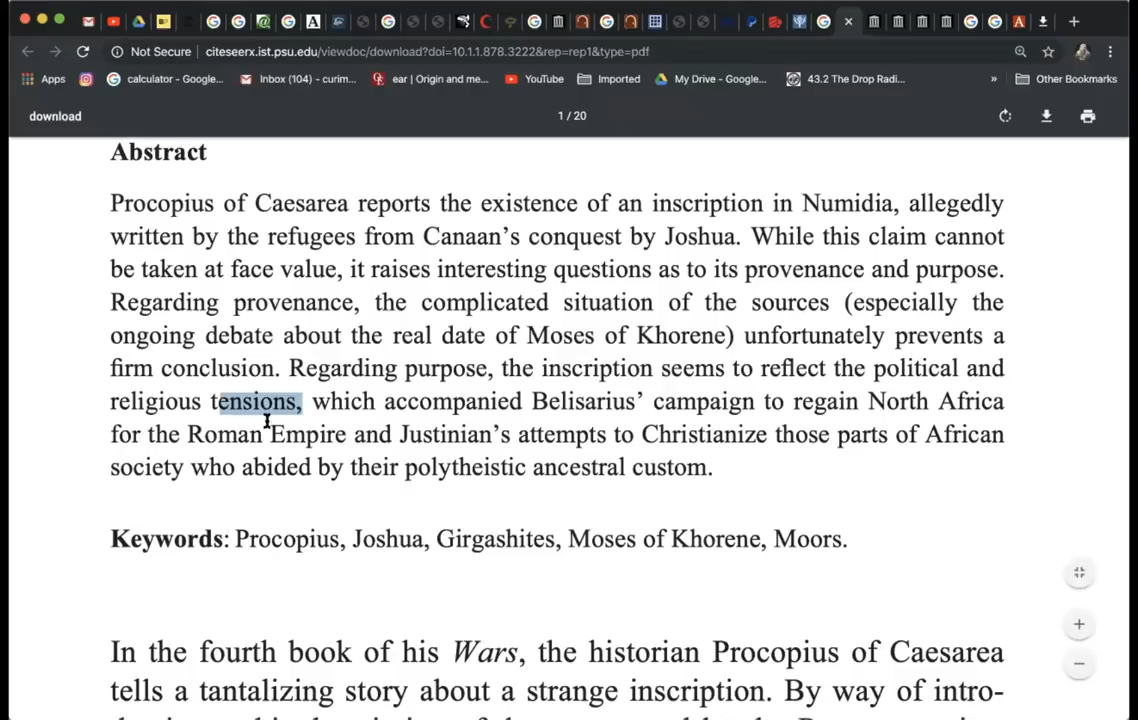 Not Secure citeseerx.ist.psu.edu/viewdoc/download?doi=10.1.1.878.3222&rep=rep1&type=pdf
Apps calculator - Google... Inbox (104) - curim... ear | Origin and me... YouTube Imported My Drive - Google... 43.2 The Drop Radi... » Other Bookmarks
download 1 / 20
Abstract
Procopius of Caesarea reports the existence of an inscription in Numidia, allegedly
written by the refugees from Canaan's conquest by Joshua. While this claim cannot
be taken at face value, it raises interesting questions as to its provenance and purpose.
Regarding provenance, the complicated situation of the sources (especially the
ongoing debate about the real date of Moses of Khorene) unfortunately prevents a
firm conclusion. Regarding purpose, the inscription seems to reflect the political and
religious tensions, which accompanied Belisarius' campaign to regain North Africa
for the Roman Empire and Justinian's attempts to Christianize those parts of African
society who abided by their polytheistic ancestral custom.
Keywords: Procopius, Joshua, Girgashites, Moses of Khorene, Moors.
In the fourth book of his Wars, the historian Procopius of Caesarea
tells a tantalizing story about a strange inscription. By way of intro-